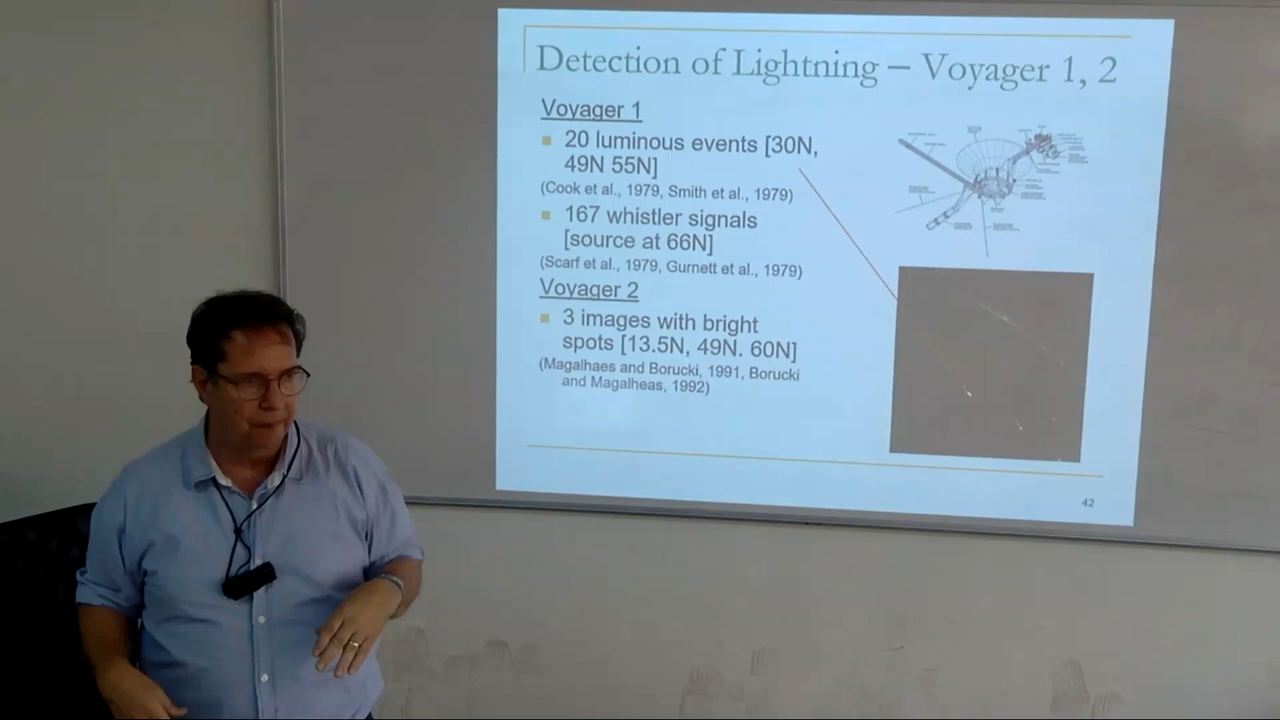 Detection of Lightning – Voyager 1, 2
Voyager 1
20 luminous events [30N,
49N 55N]
(Cook et al., 1979, Smith et al., 1979)
167 whistler signals
[source at 66N]
(Scarf et al., 1979, Gurnett et al., 1979)
Voyager 2
3 images with bright
spots [13.5N, 49N. 60N]
(Magalhaes and Borucki, 1991, Borucki
and Magalheas, 1992)
42